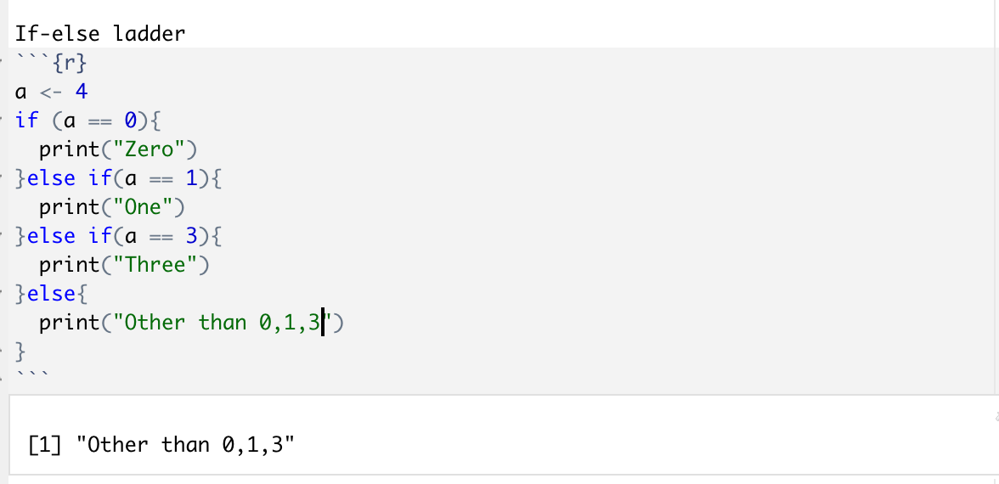 If-else ladder
```{r}
a <- 4
if (a == 0){
  print("Zero")
}else if(a == 1){
  print("One")
}else if(a == 3){
  print("Three")
}else{
  print("Other than 0,1,3")
}
```
[1] "Other than 0,1,3"